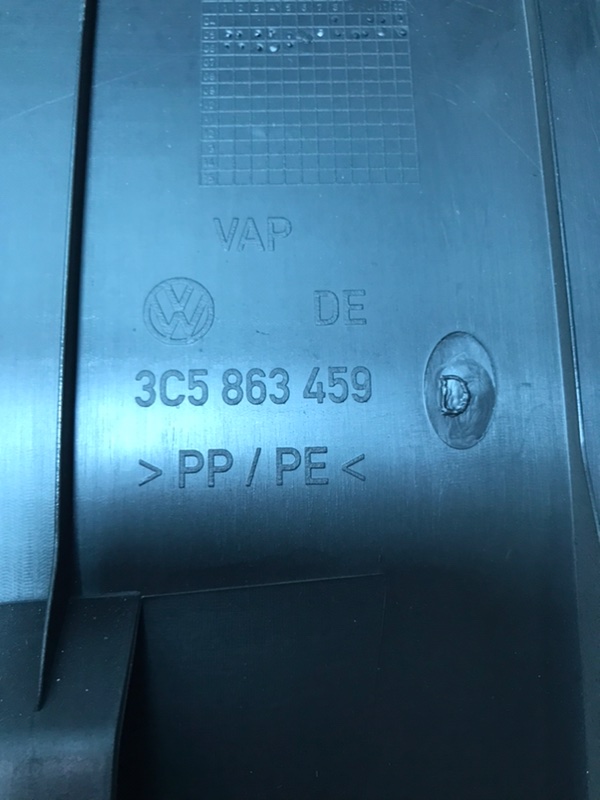 VAP
DE
3C5 863 459
>PP/PE<